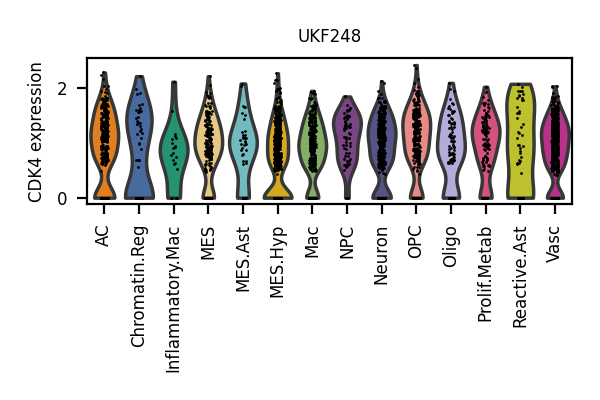 UKF248
CDK4 expression
2
0
AC
Chromatin.Reg
Inflammatory.Mac
MES
MES.Ast
MES.Hyp
Mac
NPC
Neuron
OPC
Oligo
Prolif.Metab
Reactive.Ast
Vasc